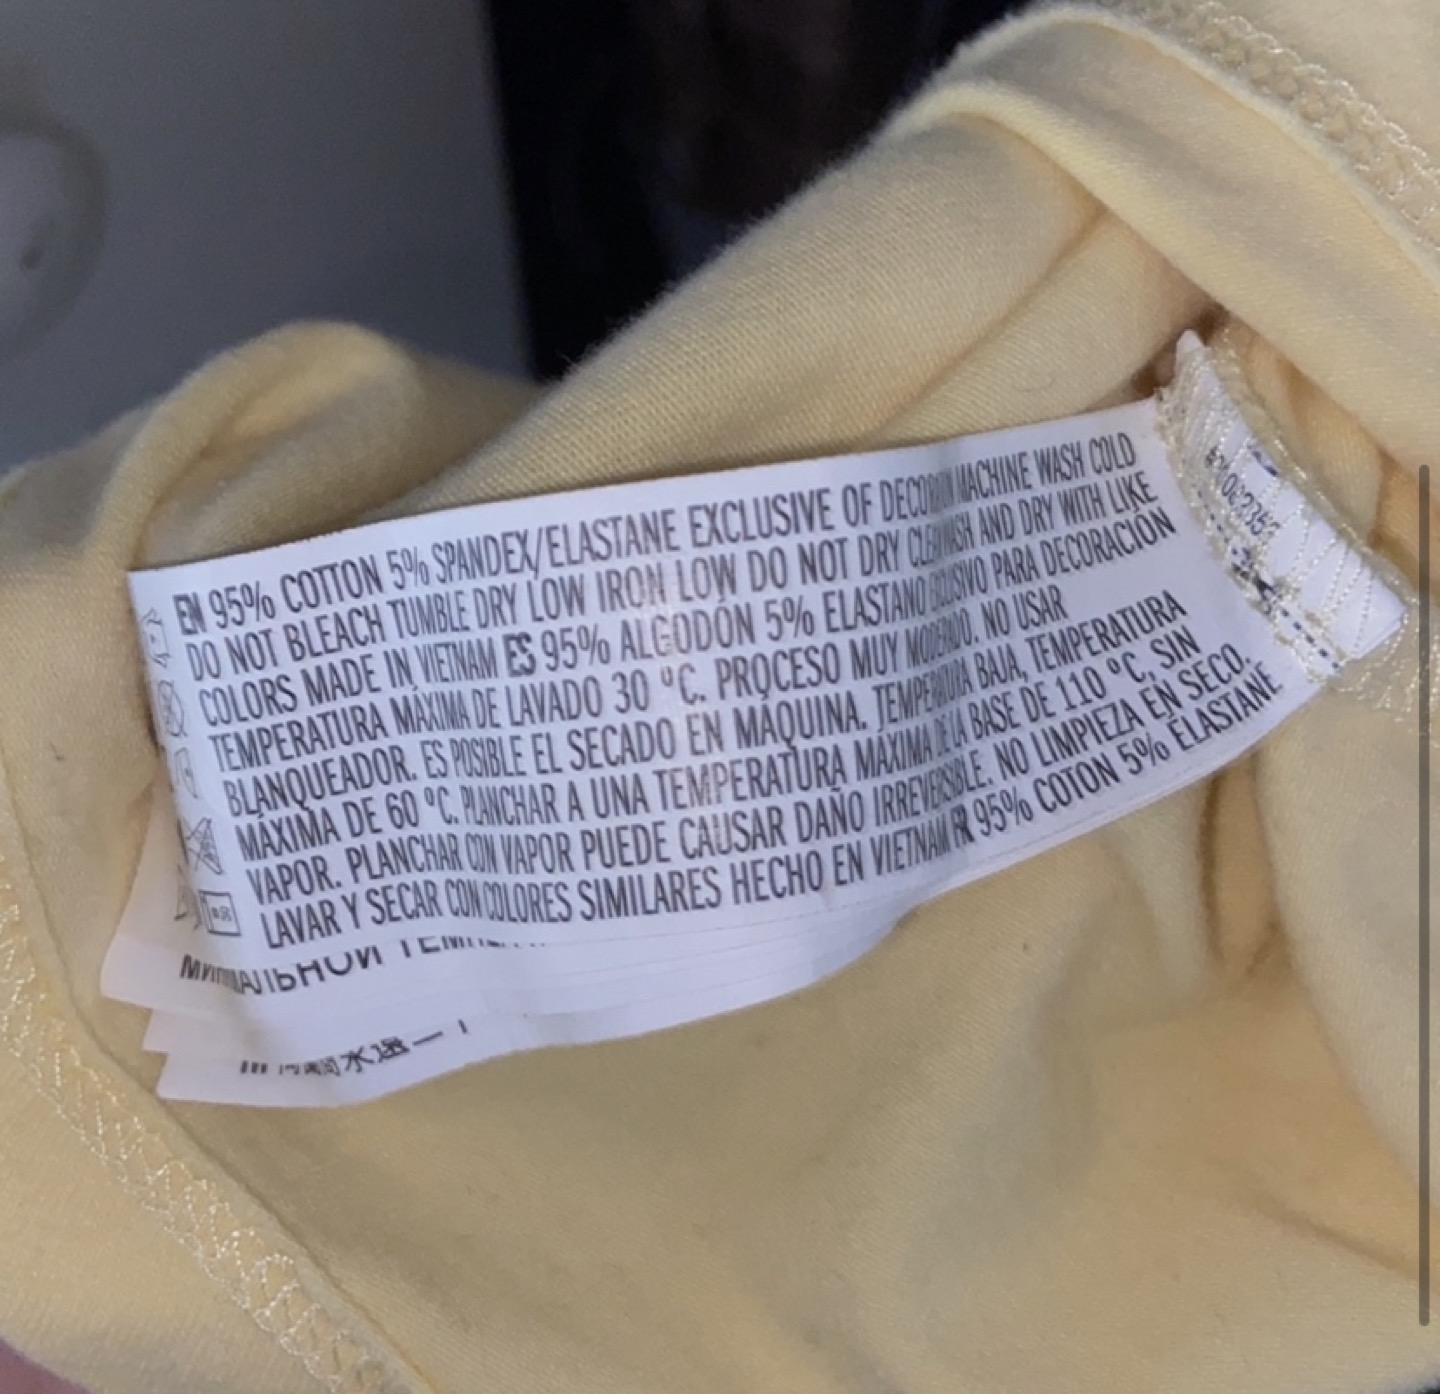 EN 95% COTTON 5% SPANDEX/ELASTANE EXCLUSIVE OF DECORTN MACHINE WASH COLD
DO NOT BLEACH TUMBLE DRY LOW IRON LOW DO NOT DRY CLEWASH AND DRY WITH LIKE
COLORS MADE IN VIETNAM ES 95% ALGODÓN 5% ELASTANO EXCLUSIVO PARA DECORACIÓN
TEMPERATURA MÁXIMA DE LAVADO 30 °C. PROCESO MUY MODERADO. NO USAR
BLANQUEADOR. ES POSIBLE EL SECADO EN MÁQUINA. TEMPERATURA BAJA, TEMPERATURA
MÁXIMA DE 60 °C. PLANCHAR A UNA TEMPERATURA MÁXIMA DE LA BASE DE 110 °C, SIN
VAPOR. PLANCHAR CON VAPOR PUEDE CAUSAR DAÑO IRREVERSIBLE. NO LIMPIEZA EN SECO.
LAVAR Y SECAR CON COLORES SIMILARES HECHO EN VIETNAM FR 95% COTON 5% ÉLASTANE